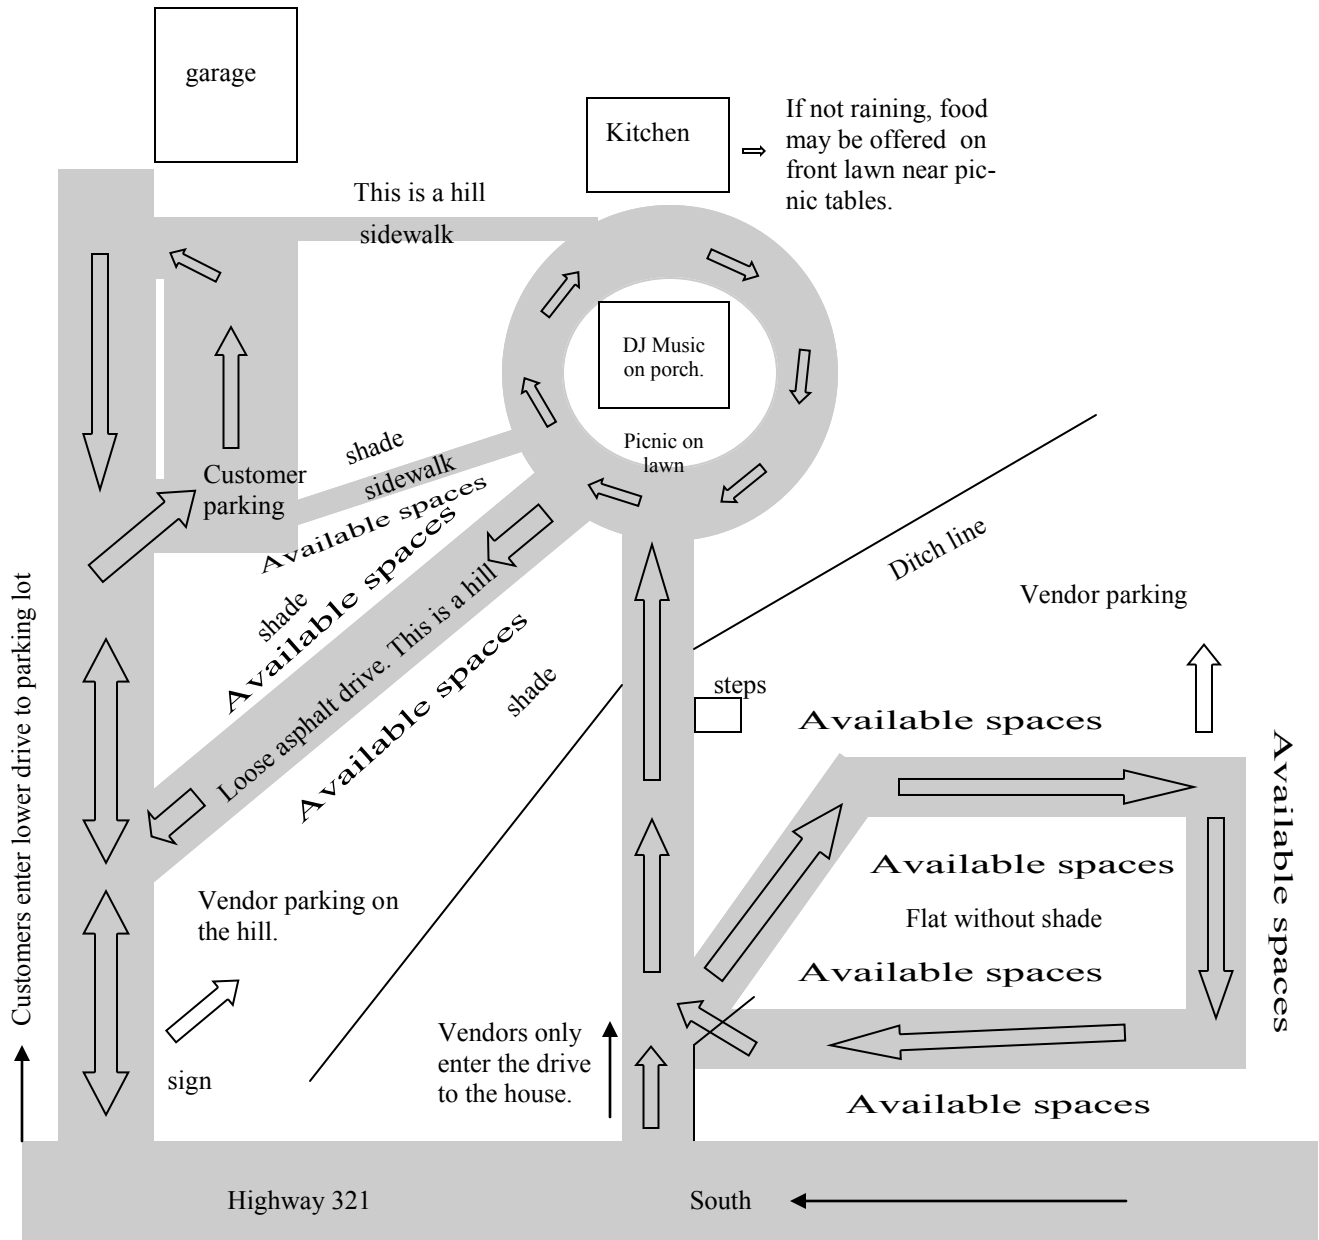 garage
Kitchen
If not raining, food
may be offered on
front lawn near pic-
nic tables.
This is a hill
sidewalk
DJ Music
on porch.
Picnic on
lawn
shade
sidewalk
Customer
parking
Available spaces
Available spaces
shade
Loose asphalt drive. This is a hill
Available spaces
shade
Ditch line
Vendor parking
steps
Available spaces
Available spaces
Available spaces
Flat without shade
Available spaces
Available spaces
Customers enter lower drive to parking lot
Vendor parking on
the hill.
sign
Vendors only
enter the drive
to the house.
Highway 321
South